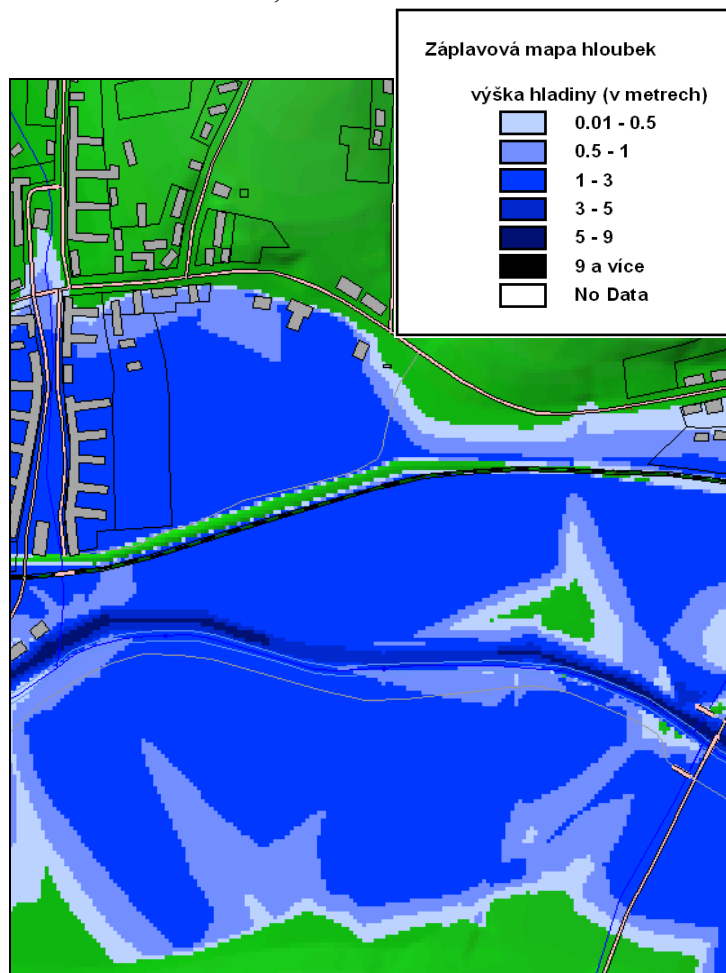 Záplavová mapa hloubek
výška hladiny (v metrech)
0.01 - 0.5
0.5 - 1
1 - 3
3 - 5
5 - 9
9 a více
No Data